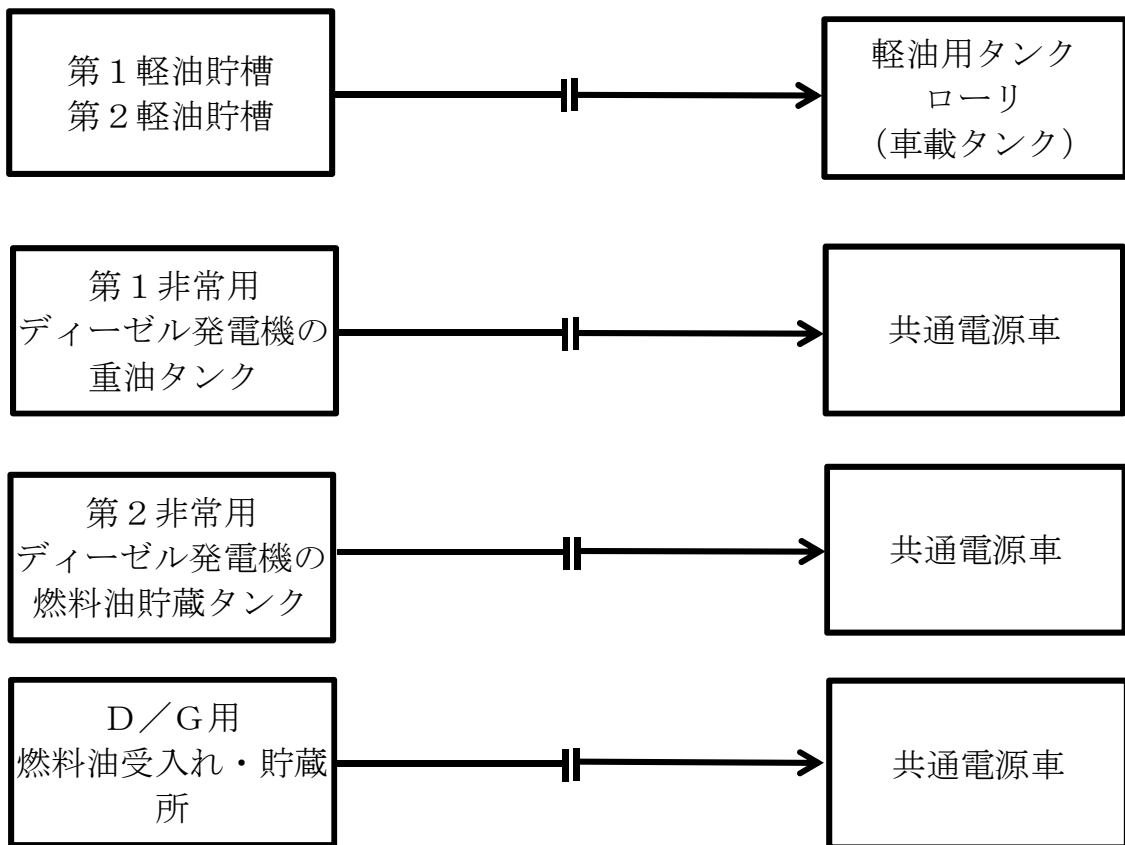 第１軽油貯槽
第２軽油貯槽
軽油用タンク
ローリ
（車載タンク）
第１非常用
ディーゼル発電機の
重油タンク
共通電源車
第２非常用
ディーゼル発電機の
燃料油貯蔵タンク
共通電源車
Ｄ／Ｇ用
燃料油受入れ・貯蔵
所
共通電源車